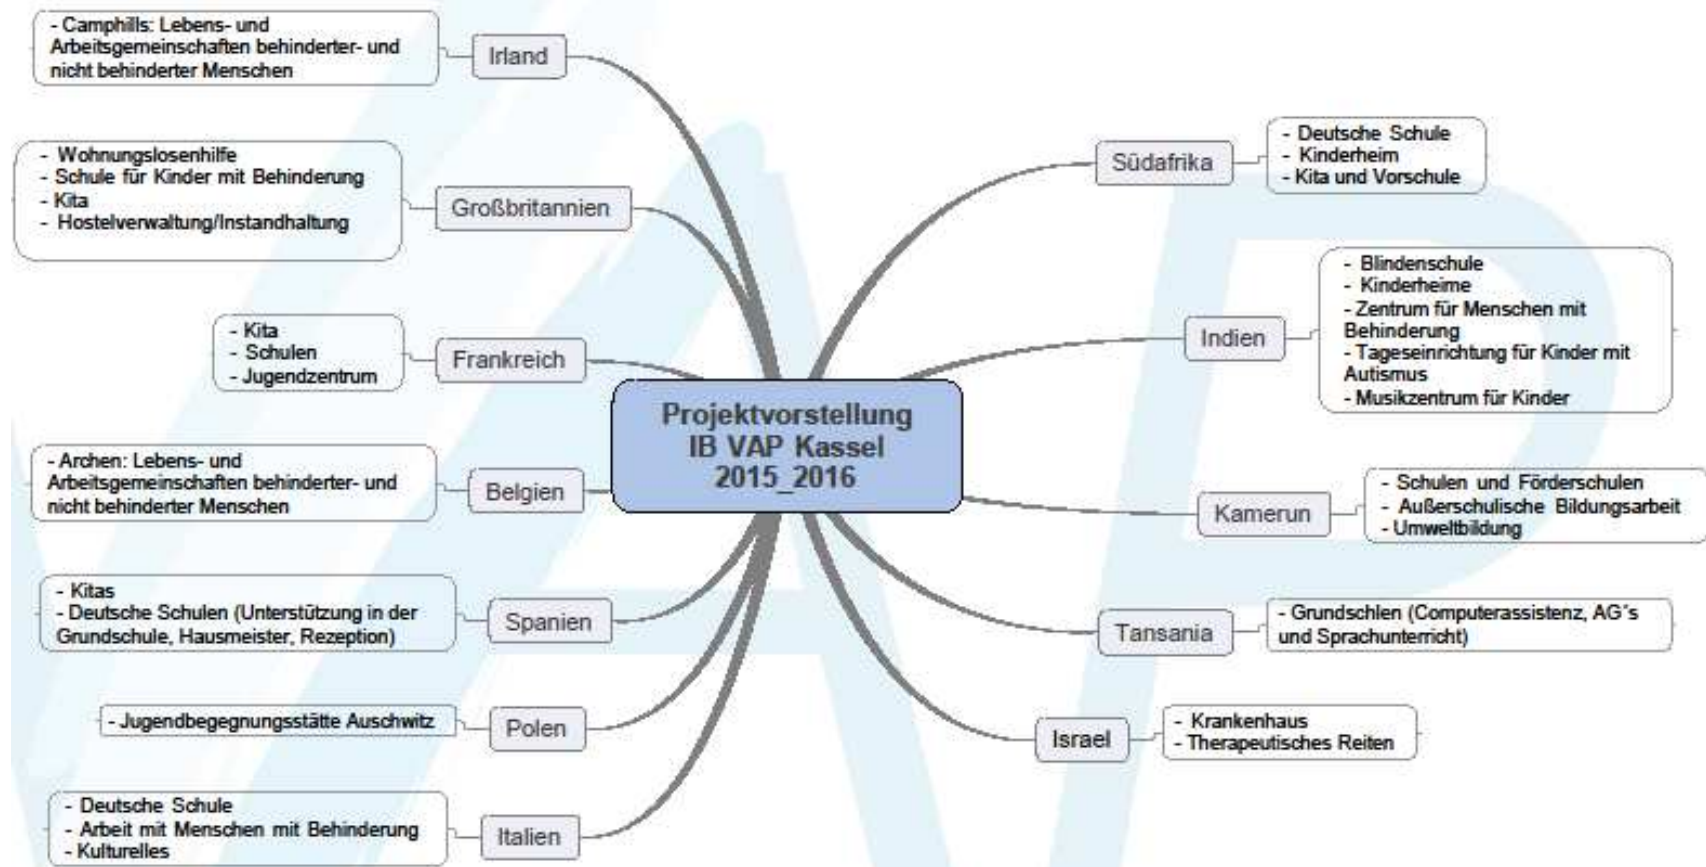 - Camphills: Lebens- und
Arbeitsgemeinschaften behinderter- und
nicht behinderter Menschen
Irland
- Wohnungslosenhilfe
- Schule für Kinder mit Behinderung
- Kita
- Hostelverwaltung/Instandhaltung
Großbritannien
- Kita
- Schulen
- Jugendzentrum
Frankreich
- Archen: Lebens- und
Arbeitsgemeinschaften behinderter- und
nicht behinderter Menschen
Belgien
- Kitas
- Deutsche Schulen (Unterstützung in der
Grundschule, Hausmeister, Rezeption)
Spanien
- Jugendbegegnungsstätte Auschwitz
Polen
- Deutsche Schule
- Arbeit mit Menschen mit Behinderung
- Kulturelles
Italien
Projektvorstellung
IB VAP Kassel
2015_2016
Südafrika
- Deutsche Schule
- Kinderheim
- Kita und Vorschule
Indien
- Blindenschule
- Kinderheime
- Zentrum für Menschen mit
Behinderung
- Tageseinrichtung für Kinder mit
Autismus
- Musikzentrum für Kinder
Kamerun
- Schulen und Förderschulen
- Außerschulische Bildungsarbeit
- Umweltbildung
Tansania
- Grundschlen (Computerassistenz, AG´s
und Sprachunterricht)
Israel
- Krankenhaus
- Therapeutisches Reiten